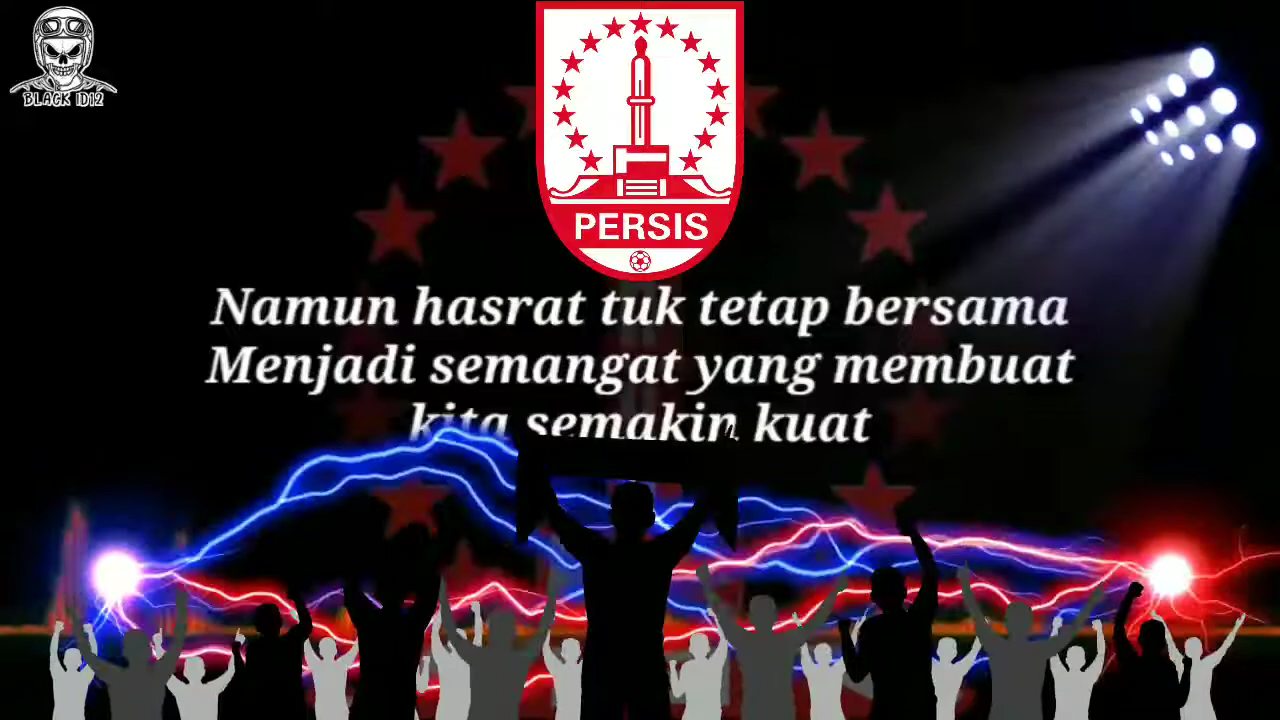 BLACK ID12
PERSIS
Namun hasrat tuk tetap bersama
Menjadi semangat yang membuat
kita semakin kuat